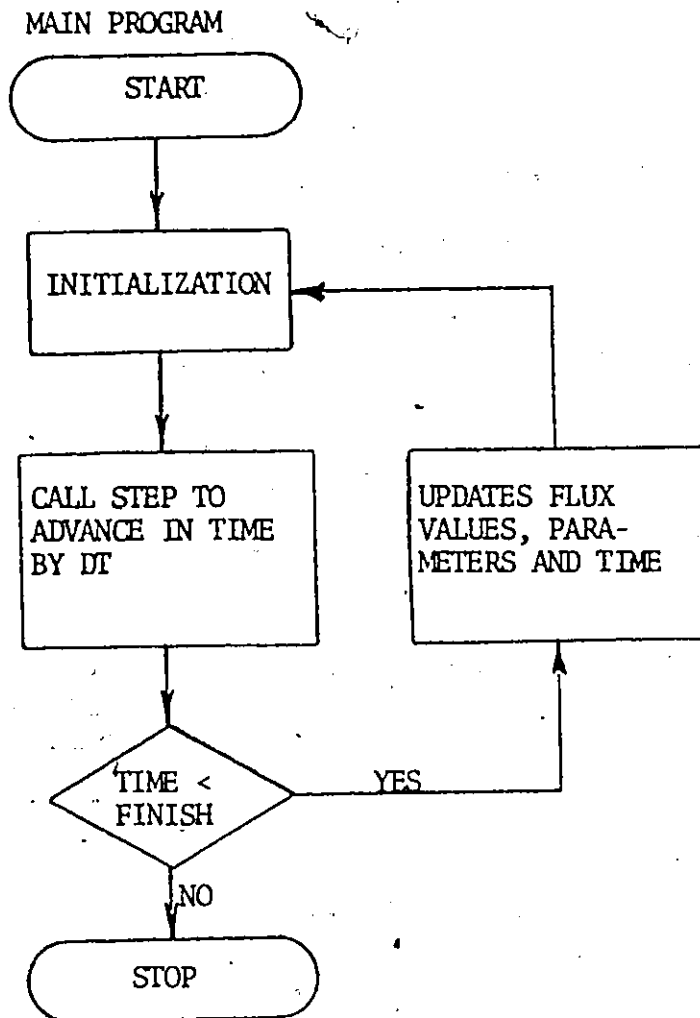 MAIN PROGRAM
START
INITIALIZATION
CALL STEP TO
ADVANCE IN TIME
BY DT
UPDATES FLUX
VALUES, PARA-
METERS AND TIME
TIME <
FINISH
YES
NO
STOP